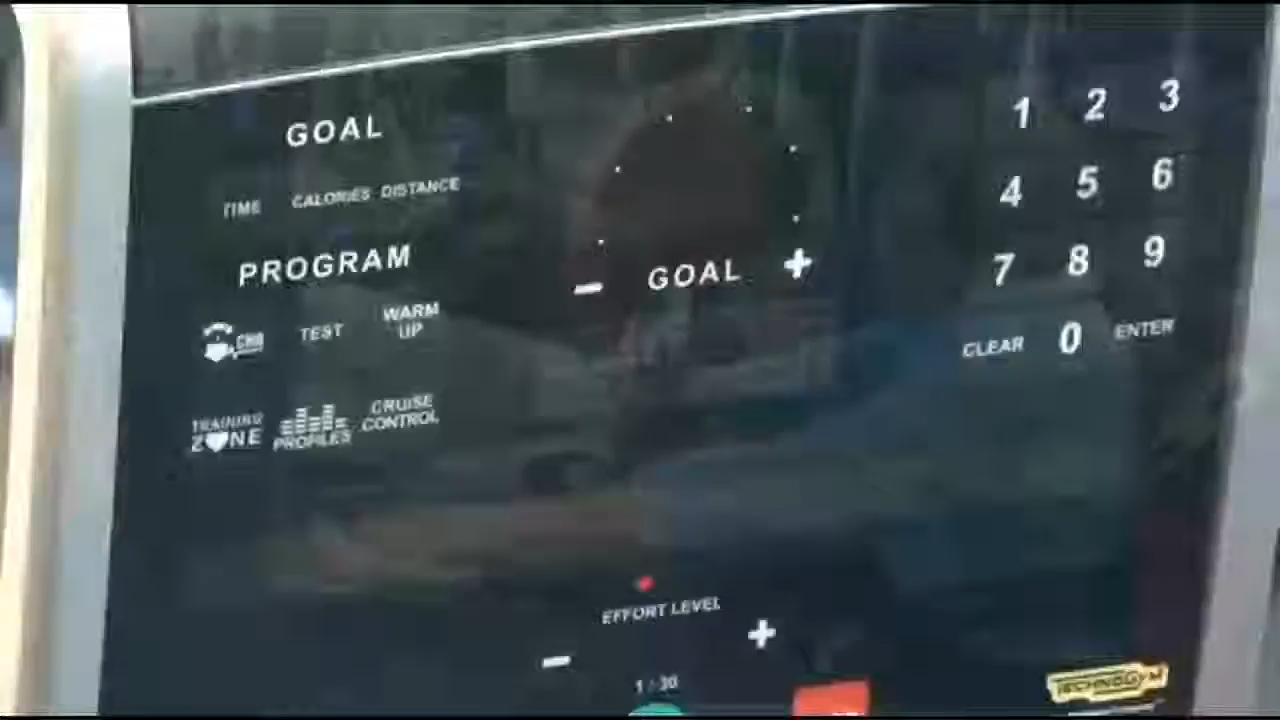 GOAL
TIME CALORIES DISTANCE
PROGRAM
CHR TEST WARM UP
TRAINING ZONE PROFILES CRUISE CONTROL
- GOAL +
1 2 3
4 5 6
7 8 9
CLEAR 0 ENTER
EFFORT LEVEL
- +
1 / 30
TECHNOGYM